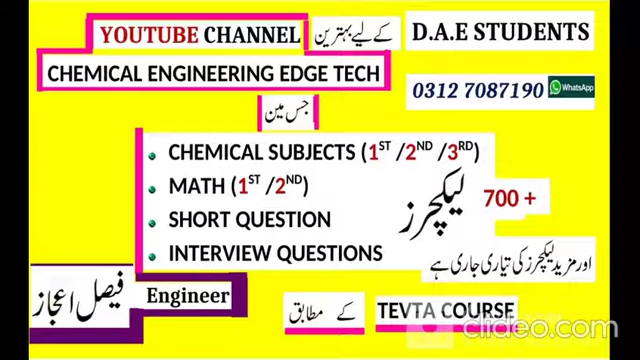 D.A.E STUDENTS کے لیے بہترین YOUTUBE CHANNEL
CHEMICAL ENGINEERING EDGE TECH
0312 7087190 WhatsApp
جس مین
• CHEMICAL SUBJECTS (1ST /2ND /3RD)
• MATH (1ST /2ND)
700 + لیکچرز
• SHORT QUESTION
• INTERVIEW QUESTIONS
اور مزید لیکچرز کی تیاری جاری ہے
Engineer فیصل اعجاز
TEVTA COURSE کے مطابق
clideo.com